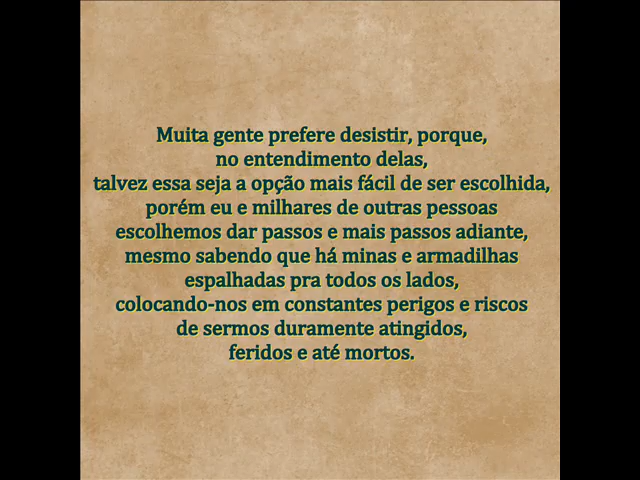 Muita gente prefere desistir, porque,
no entendimento delas,
talvez essa seja a opção mais fácil de ser escolhida,
porém eu e milhares de outras pessoas
escolhemos dar passos e mais passos adiante,
mesmo sabendo que há minas e armadilhas
espalhadas pra todos os lados,
colocando-nos em constantes perigos e riscos
de sermos duramente atingidos,
feridos e até mortos.